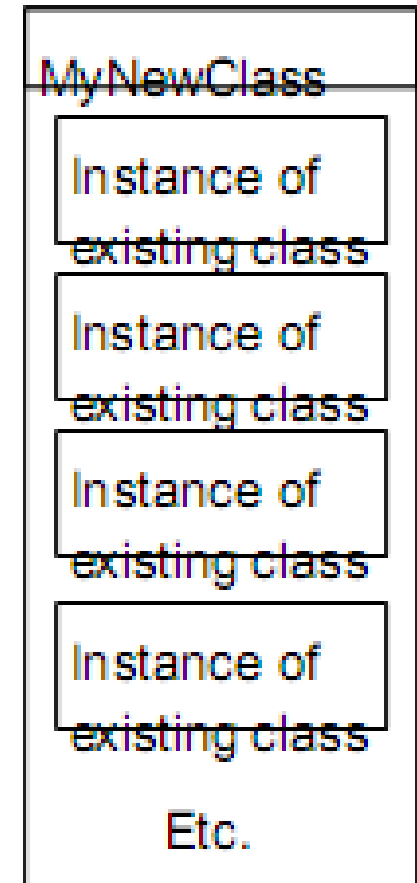 MyNewClass
Instance of
existing class
Instance of
existing class
Instance of
existing class
Instance of
existing class
Etc.